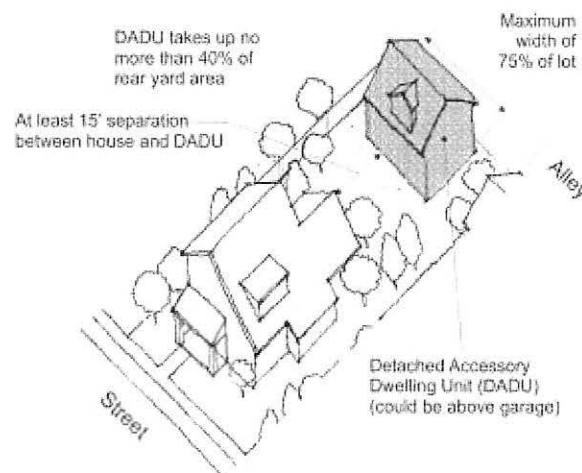 DADU takes up no
more than 40% of
rear yard area
Maximum
width of
75% of lot
At least 15' separation
between house and DADU
Alley
Detached Accessory
Dwelling Unit (DADU)
(could be above garage)
Street